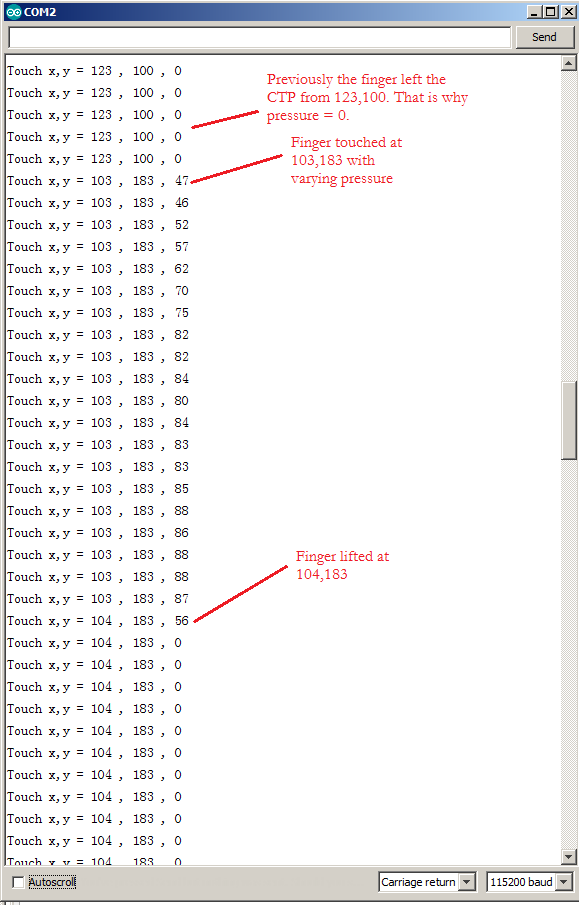 COM2
Send
Touch x,y = 123 , 100 , 0
Touch x,y = 123 , 100 , 0
Touch x,y = 123 , 100 , 0
Touch x,y = 123 , 100 , 0
Touch x,y = 123 , 100 , 0
Previously the finger left the
CTP from 123,100. That is why
pressure = 0.
Touch x,y = 103 , 183 , 47
Finger touched at
103,183 with
varying pressure
Touch x,y = 103 , 183 , 46
Touch x,y = 103 , 183 , 52
Touch x,y = 103 , 183 , 57
Touch x,y = 103 , 183 , 62
Touch x,y = 103 , 183 , 70
Touch x,y = 103 , 183 , 75
Touch x,y = 103 , 183 , 82
Touch x,y = 103 , 183 , 82
Touch x,y = 103 , 183 , 84
Touch x,y = 103 , 183 , 80
Touch x,y = 103 , 183 , 84
Touch x,y = 103 , 183 , 83
Touch x,y = 103 , 183 , 83
Touch x,y = 103 , 183 , 85
Touch x,y = 103 , 183 , 88
Touch x,y = 103 , 183 , 86
Touch x,y = 103 , 183 , 88
Touch x,y = 103 , 183 , 88
Touch x,y = 103 , 183 , 87
Touch x,y = 104 , 183 , 56
Finger lifted at
104,183
Touch x,y = 104 , 183 , 0
Touch x,y = 104 , 183 , 0
Touch x,y = 104 , 183 , 0
Touch x,y = 104 , 183 , 0
Touch x,y = 104 , 183 , 0
Touch x,y = 104 , 183 , 0
Touch x,y = 104 , 183 , 0
Touch x,y = 104 , 183 , 0
Touch x,y = 104 , 183 , 0
Touch x,y = 104 , 183 , 0
Touch x,y = 104 , 183 , 0
Autoscroll
Carriage return
115200 baud